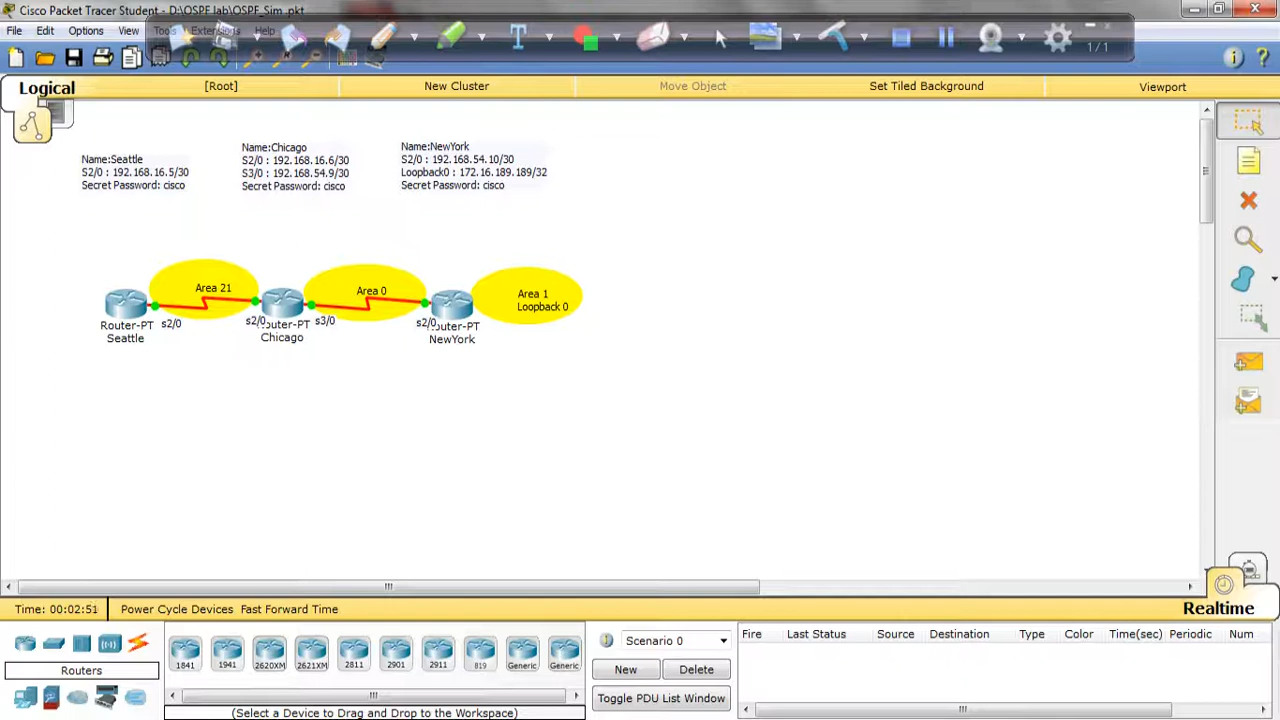 Cisco Packet Tracer Student - D:\OSPF lab\OSPF_Sim.pkt
File Edit Options View Tools Extensions Help
1/1
Logical [Root] New Cluster Move Object Set Tiled Background Viewport
Name:Seattle
S2/0 : 192.168.16.5/30
Secret Password: cisco
Name:Chicago
S2/0 : 192.168.16.6/30
S3/0 : 192.168.54.9/30
Secret Password: cisco
Name:NewYork
S2/0 : 192.168.54.10/30
Loopback0 : 172.16.189.189/32
Secret Password: cisco
Area 21
Area 0
Area 1
Loopback 0
Router-PT
Seattle
s2/0
s2/0
outer-PT
Chicago
s3/0
s2/0
outer-PT
NewYork
Realtime
Time: 00:02:51 Power Cycle Devices Fast Forward Time
Routers
1841 1941 2620XM 2621XM 2811 2901 2911 819 Generic Generic
(Select a Device to Drag and Drop to the Workspace)
Scenario 0
New Delete
Toggle PDU List Window
Fire Last Status Source Destination Type Color Time(sec) Periodic Num